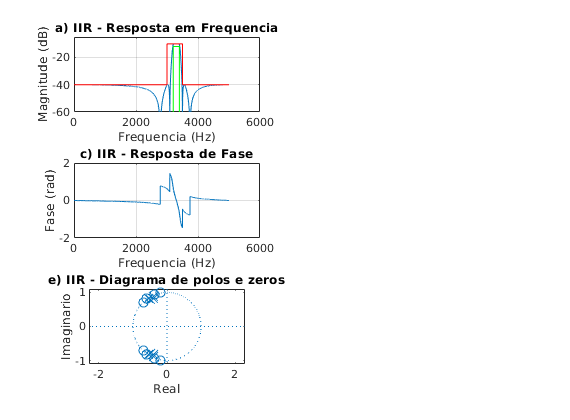 a) IIR - Resposta em Frequencia
Magnitude (dB)
-20
-40
-60
0
2000
4000
6000
Frequencia (Hz)
c) IIR - Resposta de Fase
Fase (rad)
2
0
-2
0
2000
4000
6000
Frequencia (Hz)
e) IIR - Diagrama de polos e zeros
Imaginario
1
0
-1
-2
0
2
Real